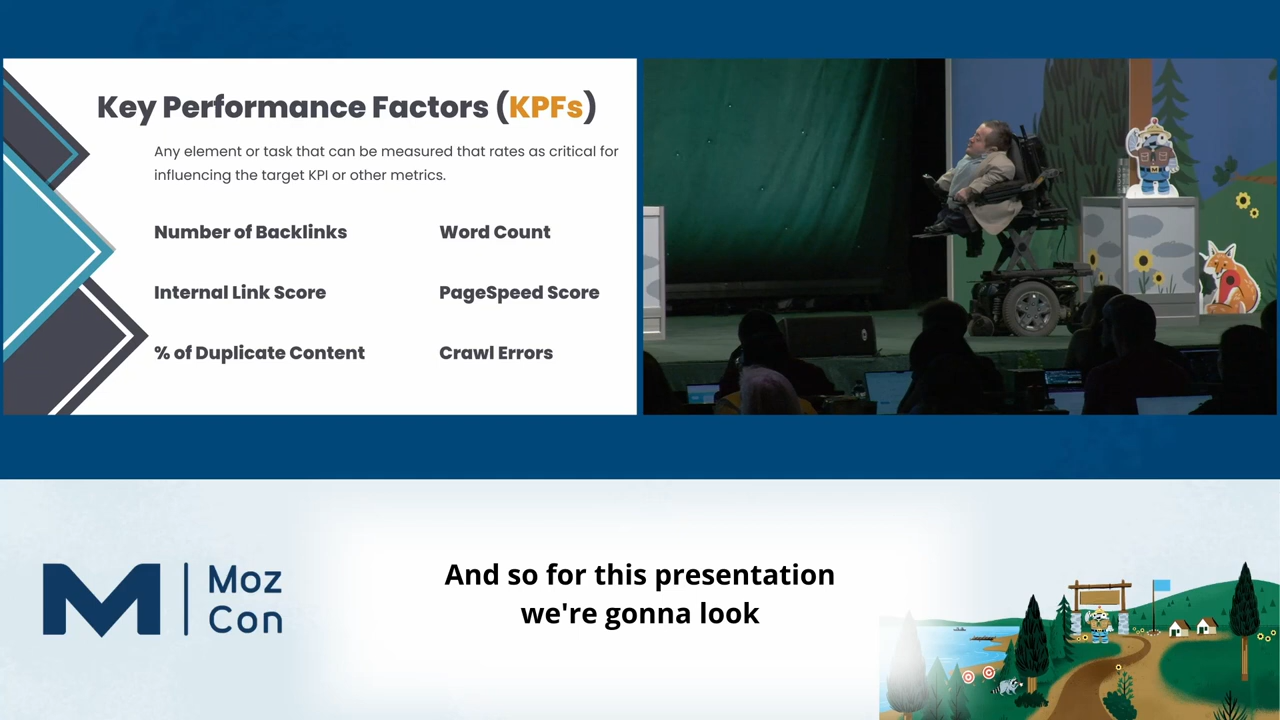 Key Performance Factors (KPFs)
Any element or task that can be measured that rates as critical for
influencing the target KPI or other metrics.
Number of Backlinks
Word Count
Internal Link Score
PageSpeed Score
% of Duplicate Content
Crawl Errors
Moz
Con
And so for this presentation
we're gonna look